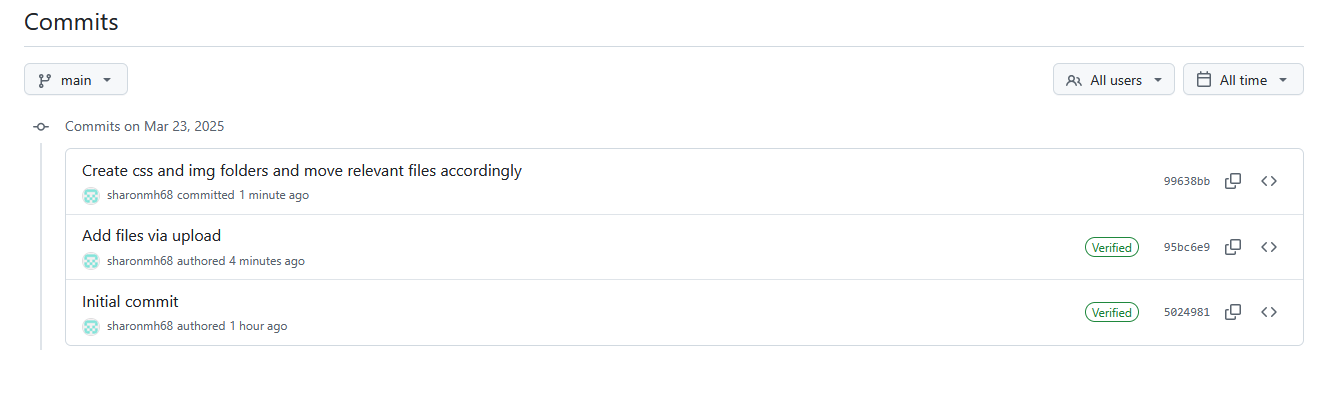 Commits
main
All users
All time
Commits on Mar 23, 2025
Create css and img folders and move relevant files accordingly
sharonmh68 committed 1 minute ago
99638bb
Add files via upload
sharonmh68 authored 4 minutes ago
Verified
95bc6e9
Initial commit
sharonmh68 authored 1 hour ago
Verified
5024981